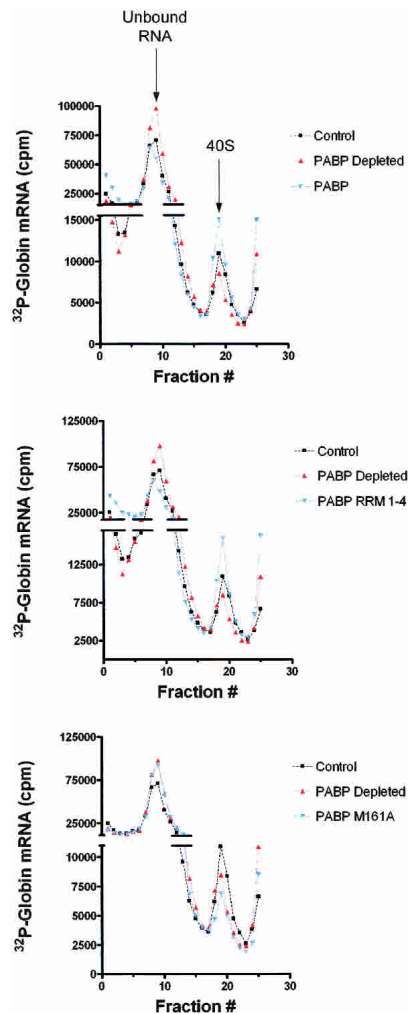 Unbound
RNA
40S
³²P-Globin mRNA (cpm)
100000
75000
50000
25000
15000
10000
5000
0
0 10 20 30
Fraction #
Control
PABP Depleted
PABP
³²P-Globin mRNA (cpm)
125000
75000
25000
12500
2500
0 10 20 30
Fraction #
Control
PABP Depleted
PABP RRM 1-4
³²P-Globin mRNA (cpm)
125000
75000
25000
10000
7500
5000
2500
0
0 10 20 30
Fraction #
Control
PABP Depleted
PABP M161A